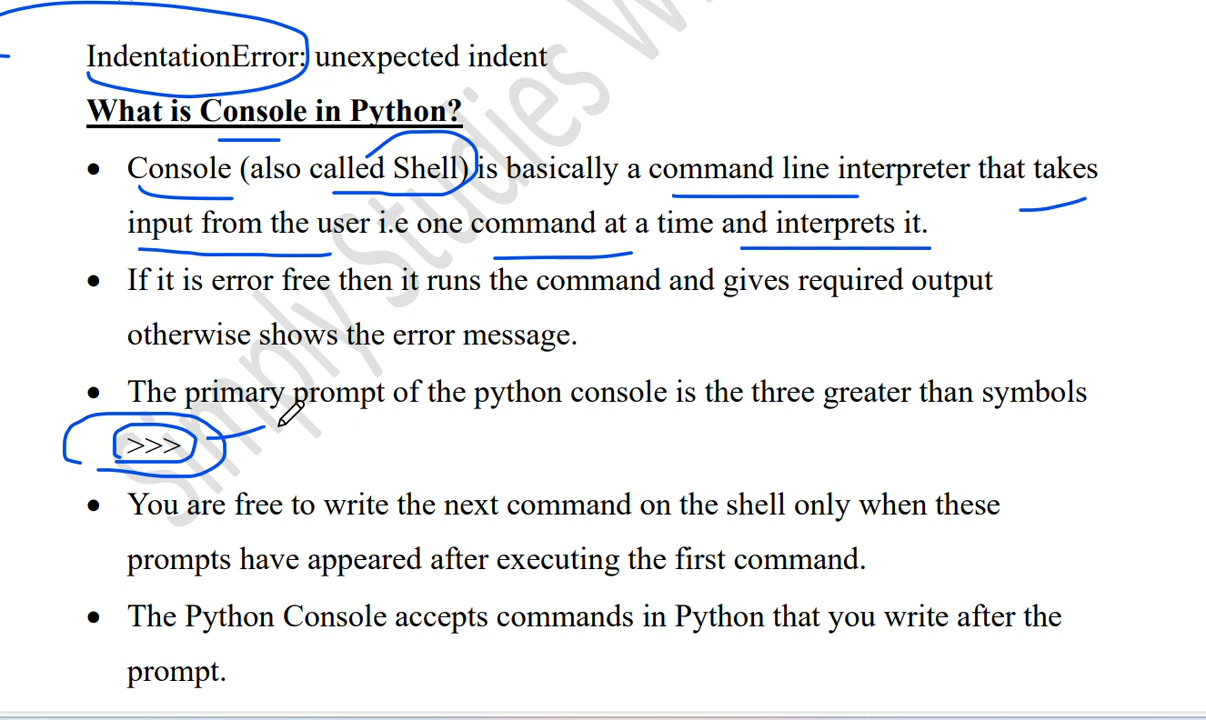 IndentationError: unexpected indent
What is Console in Python?
• Console (also called Shell) is basically a command line interpreter that takes
input from the user i.e one command at a time and interprets it.
• If it is error free then it runs the command and gives required output
otherwise shows the error message.
• The primary prompt of the python console is the three greater than symbols
>>>
• You are free to write the next command on the shell only when these
prompts have appeared after executing the first command.
• The Python Console accepts commands in Python that you write after the
prompt.
Simply Studies W